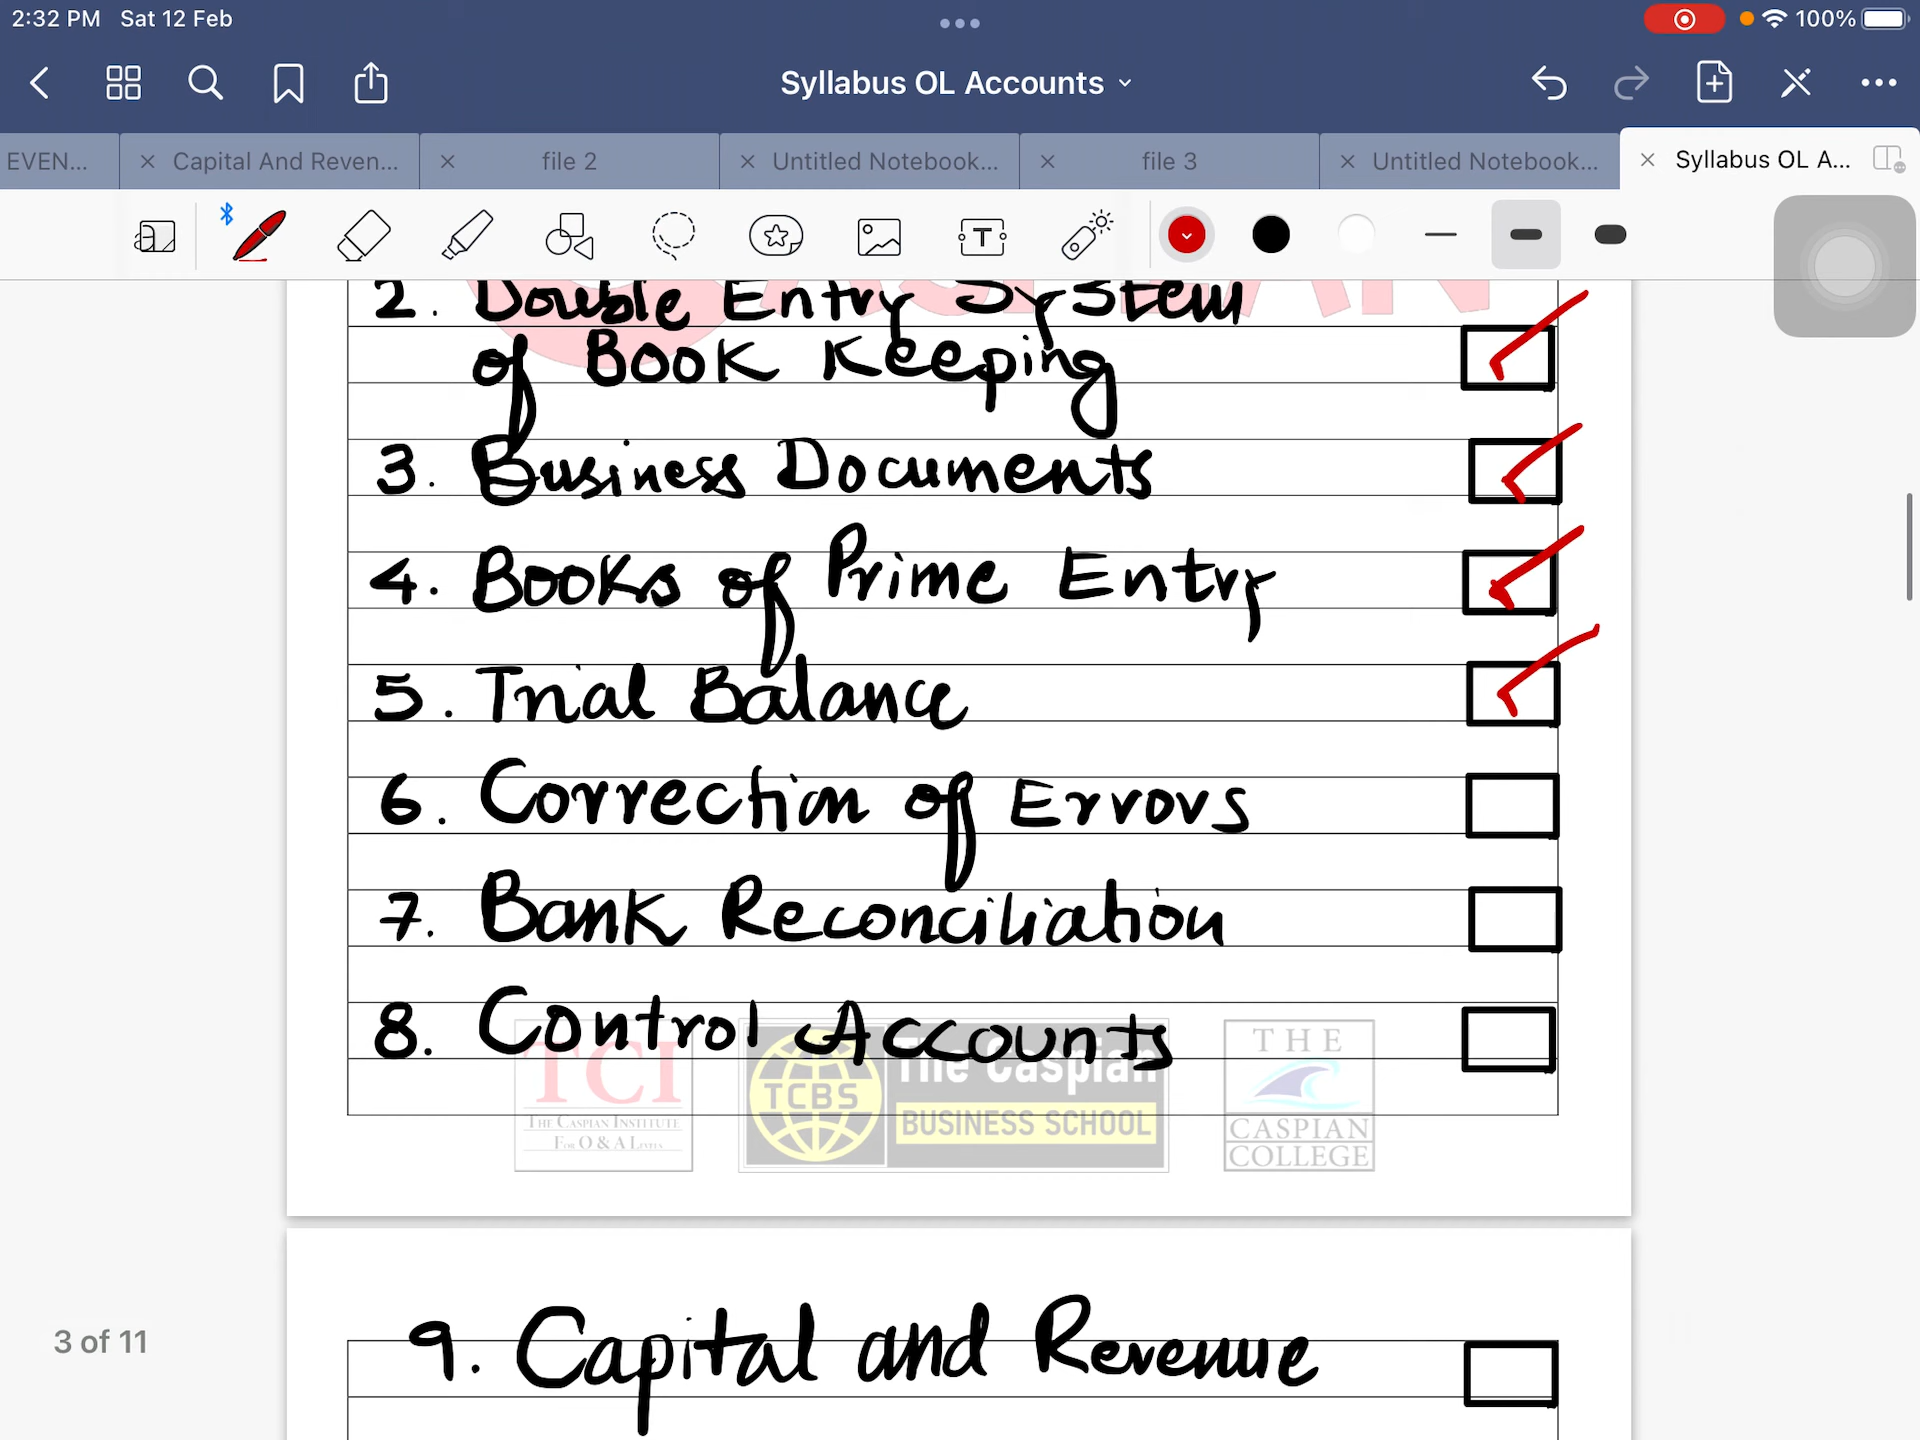 2:32 PM Sat 12 Feb
100%
Syllabus OL Accounts
EVEN...
Capital And Reven...
file 2
Untitled Notebook...
file 3
Untitled Notebook...
Syllabus OL A...
2. Double Entry System
of Book Keeping
3. Business Documents
4. Books of Prime Entry
5. Trial Balance
6. Correction of Errors
7. Bank Reconciliation
8. Control Accounts
TCI
THE CASPIAN INSTITUTE
FOR O & A LEVELS
TCBS
The Caspian
BUSINESS SCHOOL
THE
CASPIAN
COLLEGE
3 of 11
9. Capital and Revenue